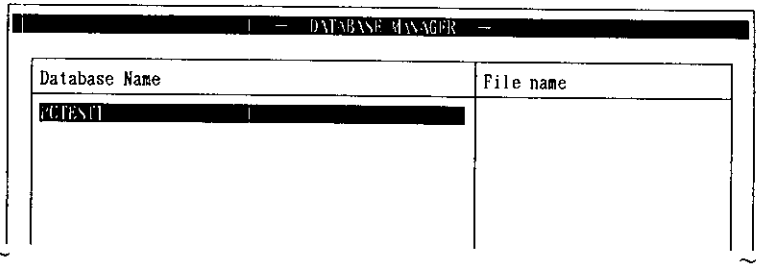 — DATABASE MANAGER —
Database Name File name
PCTEST1